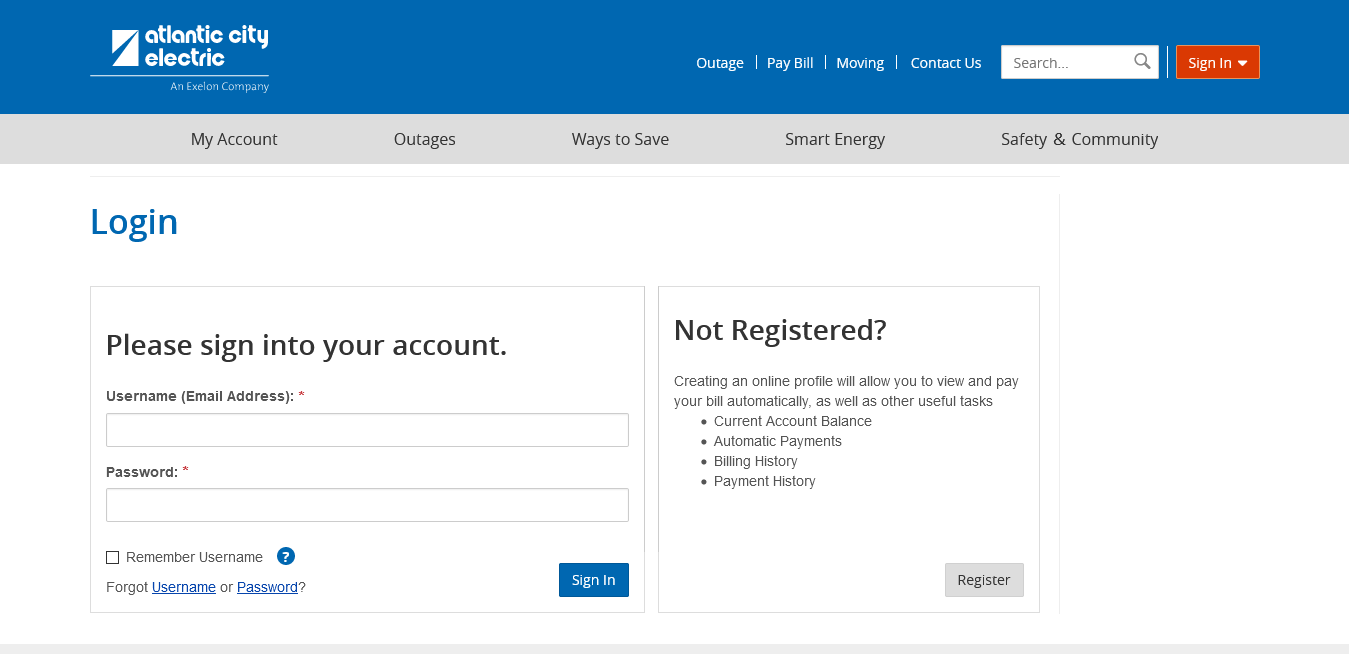 atlantic city
electric
An Exelon Company
Outage
Pay Bill
Moving
Contact Us
Search...
Sign In
My Account
Outages
Ways to Save
Smart Energy
Safety & Community
Login
Please sign into your account.
Username (Email Address): *
Password: *
Remember Username ?
Forgot Username or Password?
Sign In
Not Registered?
Creating an online profile will allow you to view and pay
your bill automatically, as well as other useful tasks
• Current Account Balance
• Automatic Payments
• Billing History
• Payment History
Register